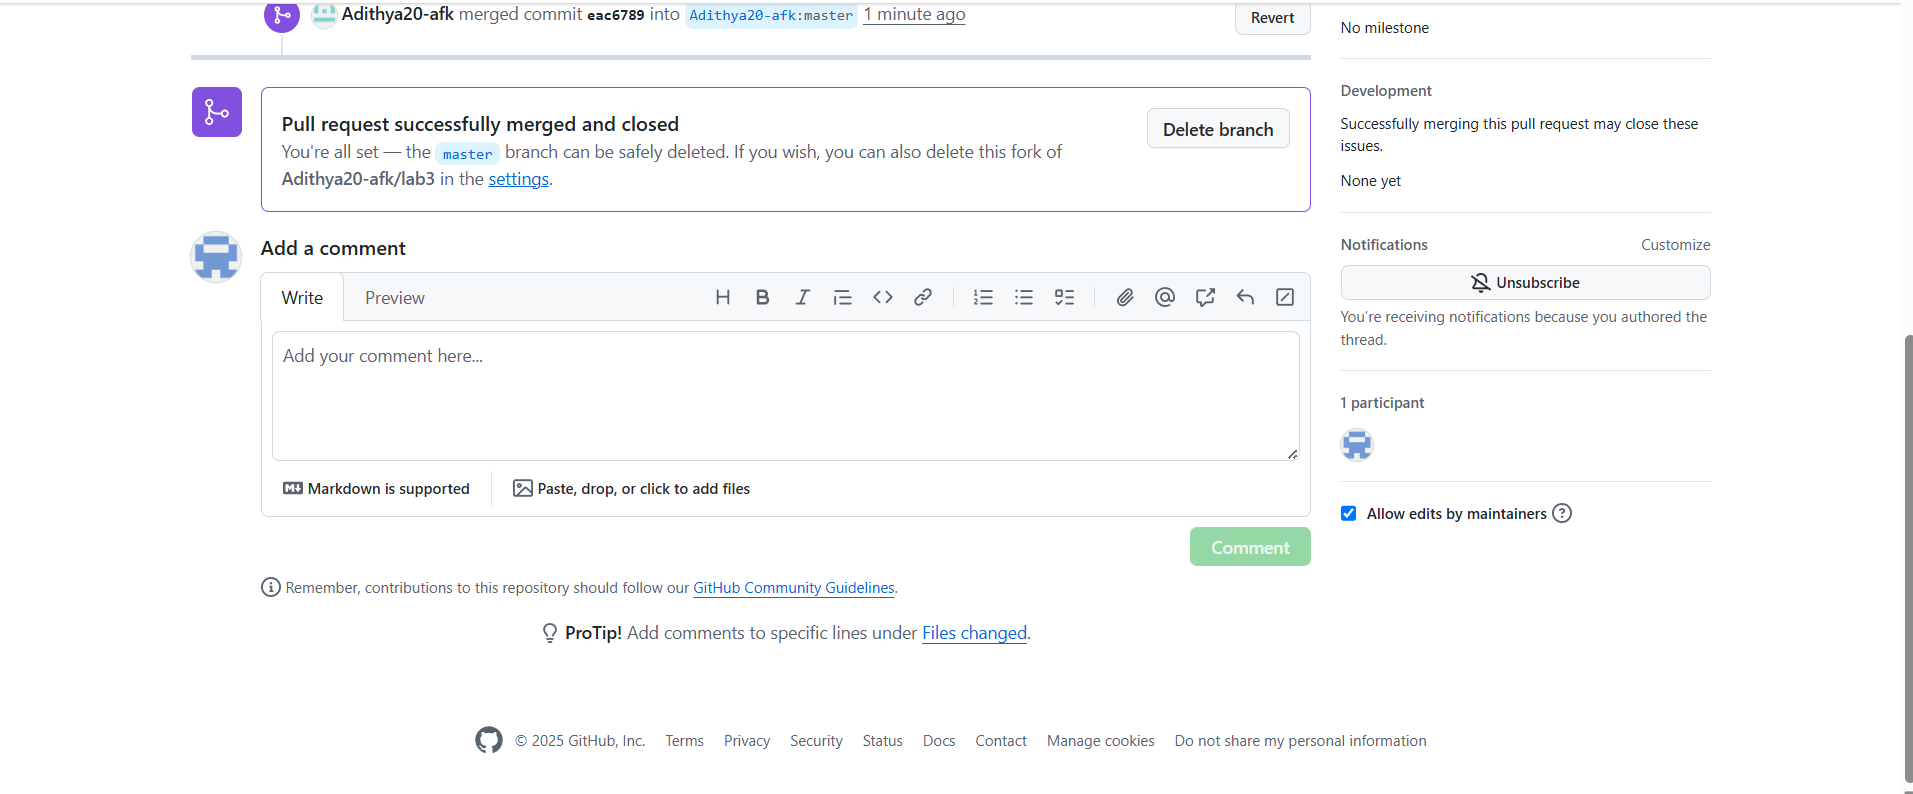 Adithya20-afk merged commit eac6789 into Adithya20-afk:master 1 minute ago
Revert
Pull request successfully merged and closed
You're all set — the master branch can be safely deleted. If you wish, you can also delete this fork of
Adithya20-afk/lab3 in the settings.
Delete branch
Add a comment
Write Preview
Add your comment here...
Markdown is supported
Paste, drop, or click to add files
Comment
Remember, contributions to this repository should follow our GitHub Community Guidelines.
ProTip! Add comments to specific lines under Files changed.
No milestone
Development
Successfully merging this pull request may close these
issues.
None yet
Notifications Customize
Unsubscribe
You're receiving notifications because you authored the
thread.
1 participant
Allow edits by maintainers
© 2025 GitHub, Inc. Terms Privacy Security Status Docs Contact Manage cookies Do not share my personal information